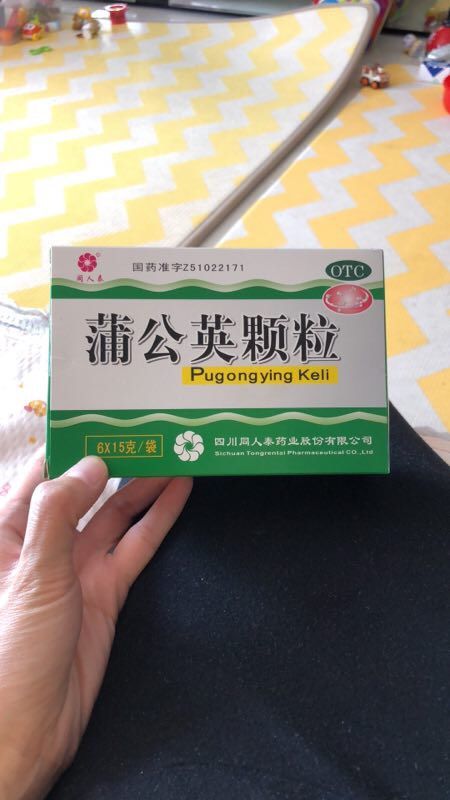 同人泰
国药准字Z51022171
OTC
蒲公英颗粒
Pugongying Keli
6X15克/袋
四川同人泰药业股份有限公司
Sichuan Tongrentai Pharmaceutical CO.,Ltd